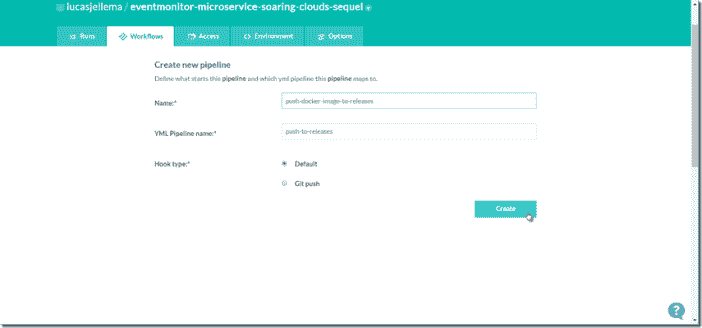 lucasjellema / eventmonitor-microservice-soaring-clouds-sequel
Runs Workflows Access Environment Options
Create new pipeline
Define what starts this pipeline and which yml pipeline this pipeline maps to.
Name:* push-docker-image-to-releases
YML Pipeline name:* push-to-releases
Hook type:* Default
Git push
Create
?